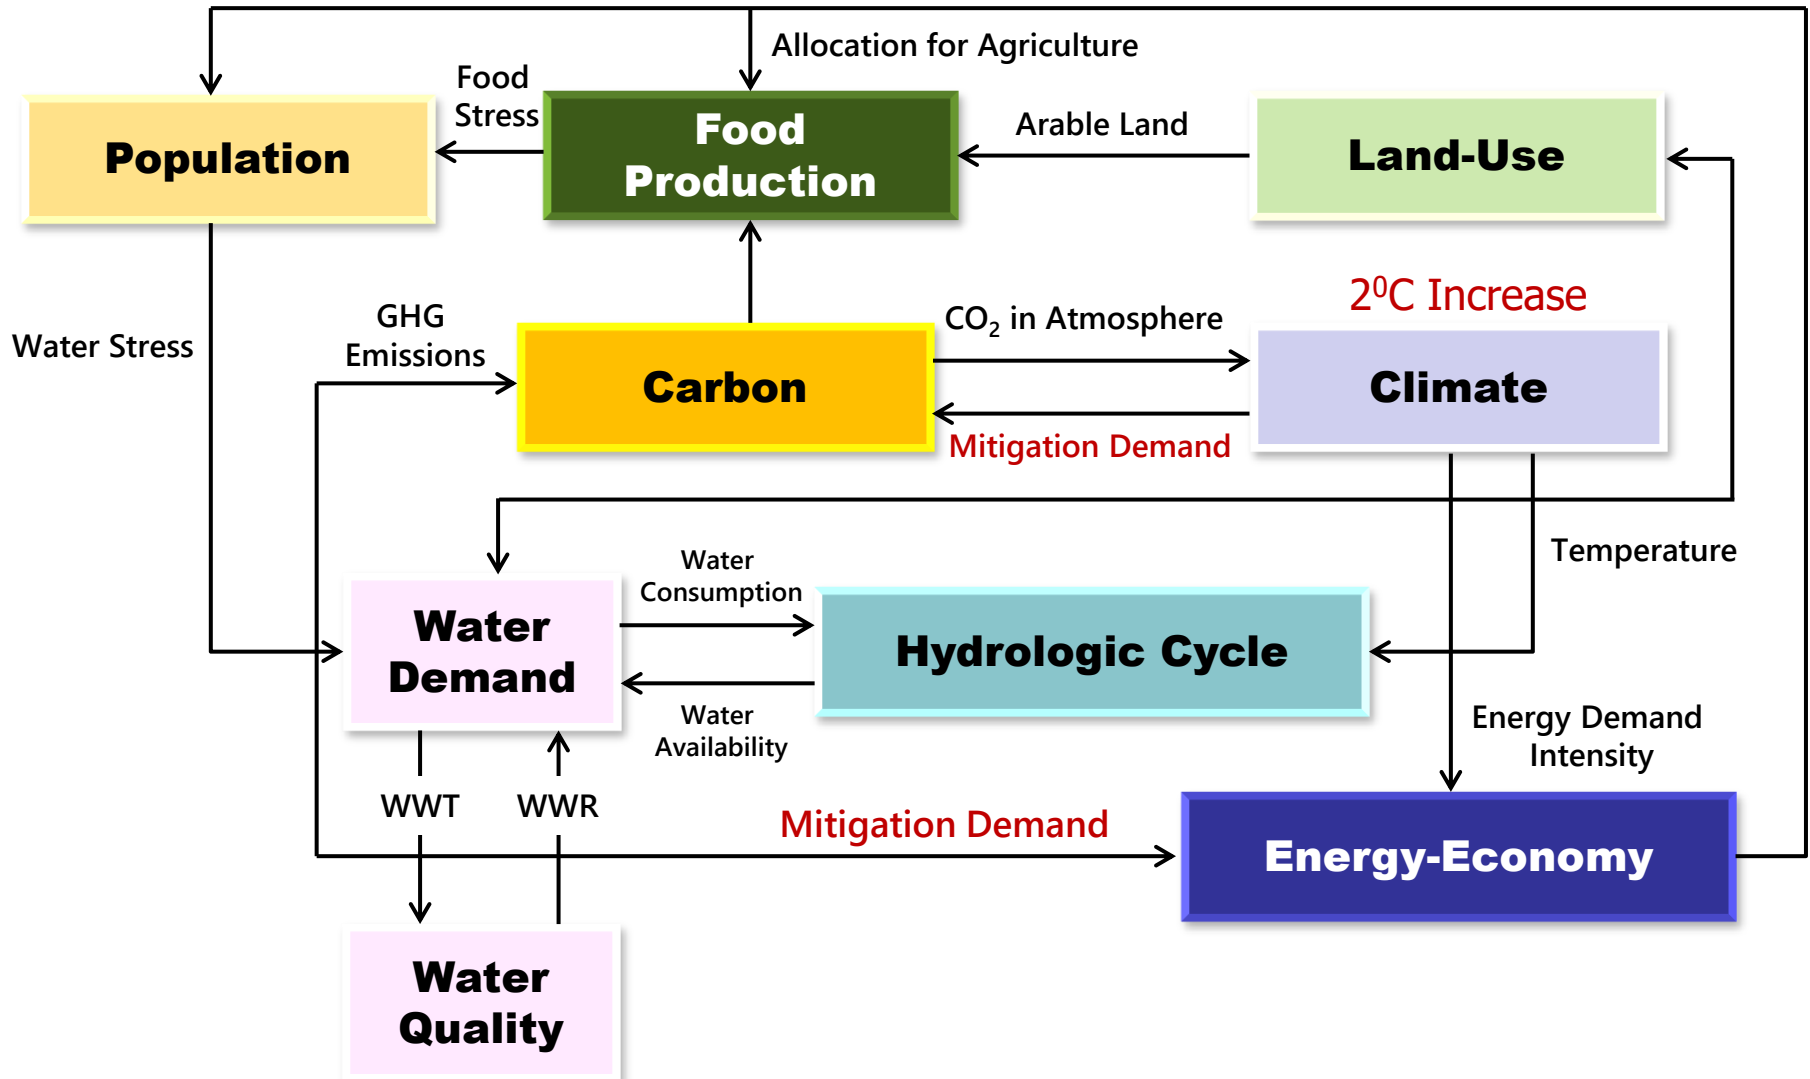 Allocation for Agriculture
Food
Stress
Population
Food
Production
Arable Land
Land-Use
Water Stress
GHG
Emissions
Carbon
CO₂ in Atmosphere
Mitigation Demand
2⁰C Increase
Climate
Temperature
Water
Consumption
Water
Demand
Hydrologic Cycle
Water
Availability
Energy Demand
Intensity
WWT
WWR
Mitigation Demand
Energy-Economy
Water
Quality